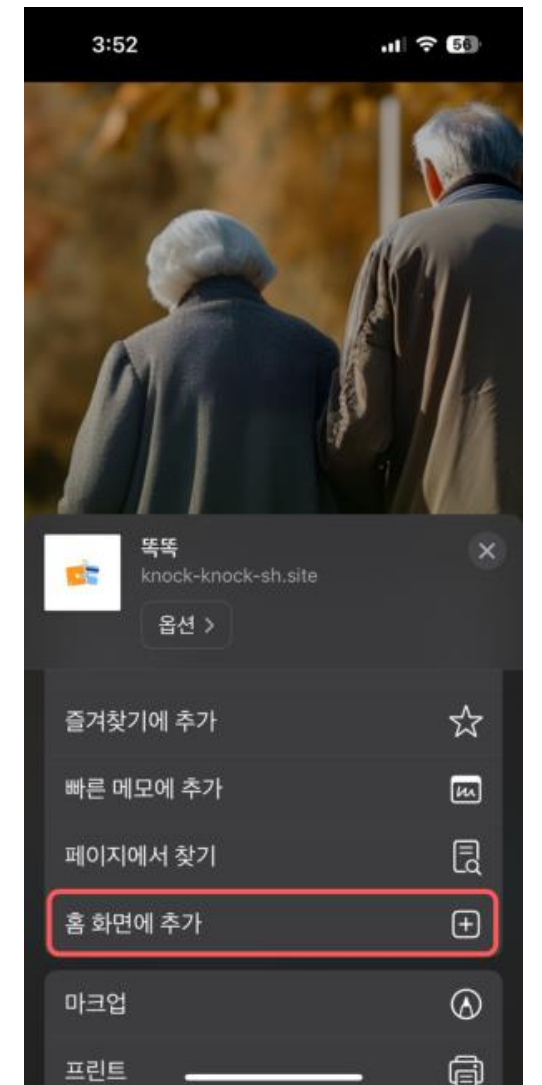 3:52
56
똑똑
knock-knock-sh.site
옵션 >
즐겨찾기에 추가
빠른 메모에 추가
페이지에서 찾기
홈 화면에 추가
마크업
프린트